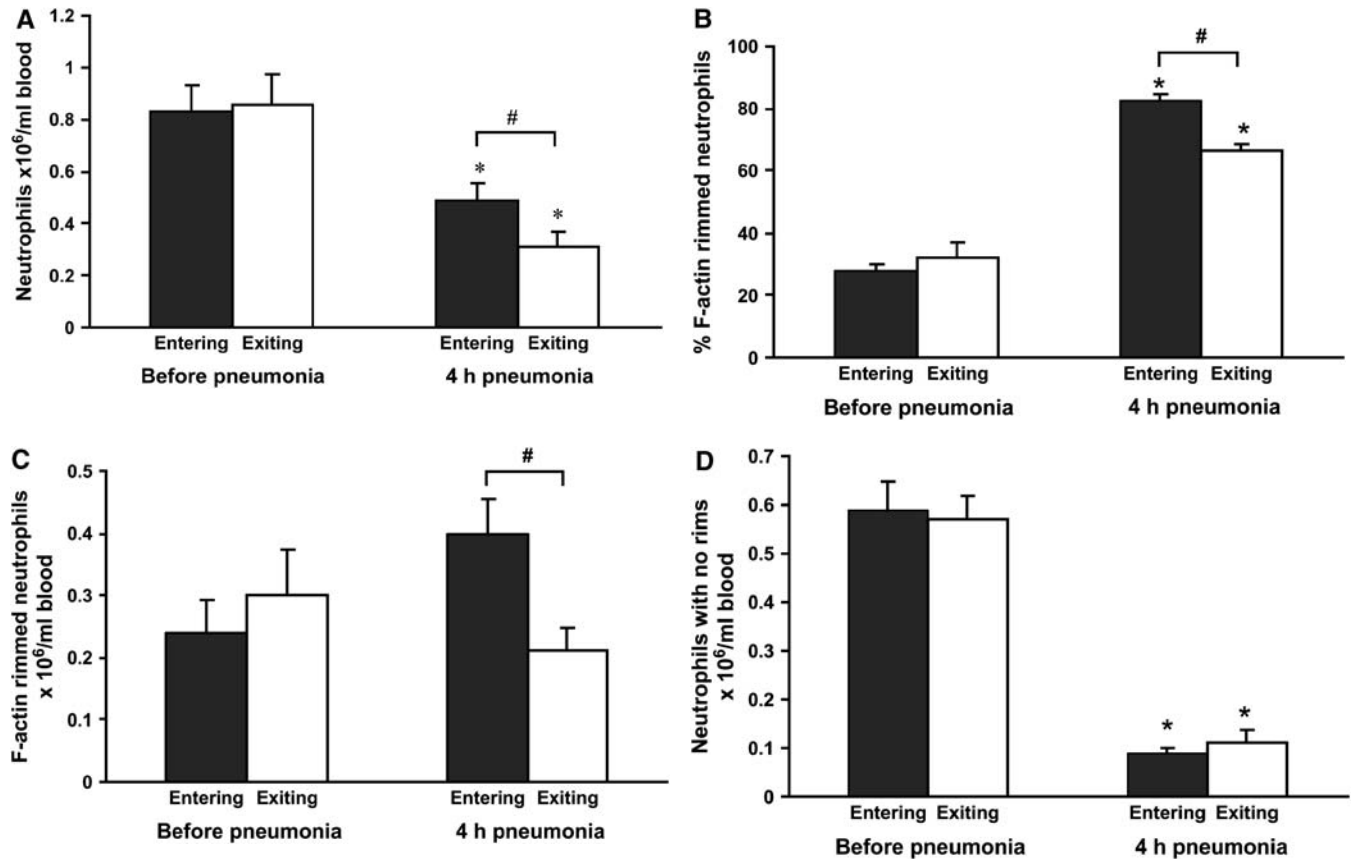 A
Neutrophils x10⁶/ml blood
1.2
1
0.8
0.6
0.4
0.2
0
*
#
*
Entering Exiting Entering Exiting
Before pneumonia 4 h pneumonia
B
% F-actin rimmed neutrophils
100
80
60
40
20
0
*
#
*
Entering Exiting Entering Exiting
Before pneumonia 4 h pneumonia
C
F-actin rimmed neutrophils
x 10⁶/ml blood
0.5
0.4
0.3
0.2
0.1
0
#
Entering Exiting Entering Exiting
Before pneumonia 4 h pneumonia
D
Neutrophils with no rims
x 10⁶/ml blood
0.7
0.6
0.5
0.4
0.3
0.2
0.1
0
* *
Entering Exiting Entering Exiting
Before pneumonia 4 h pneumonia